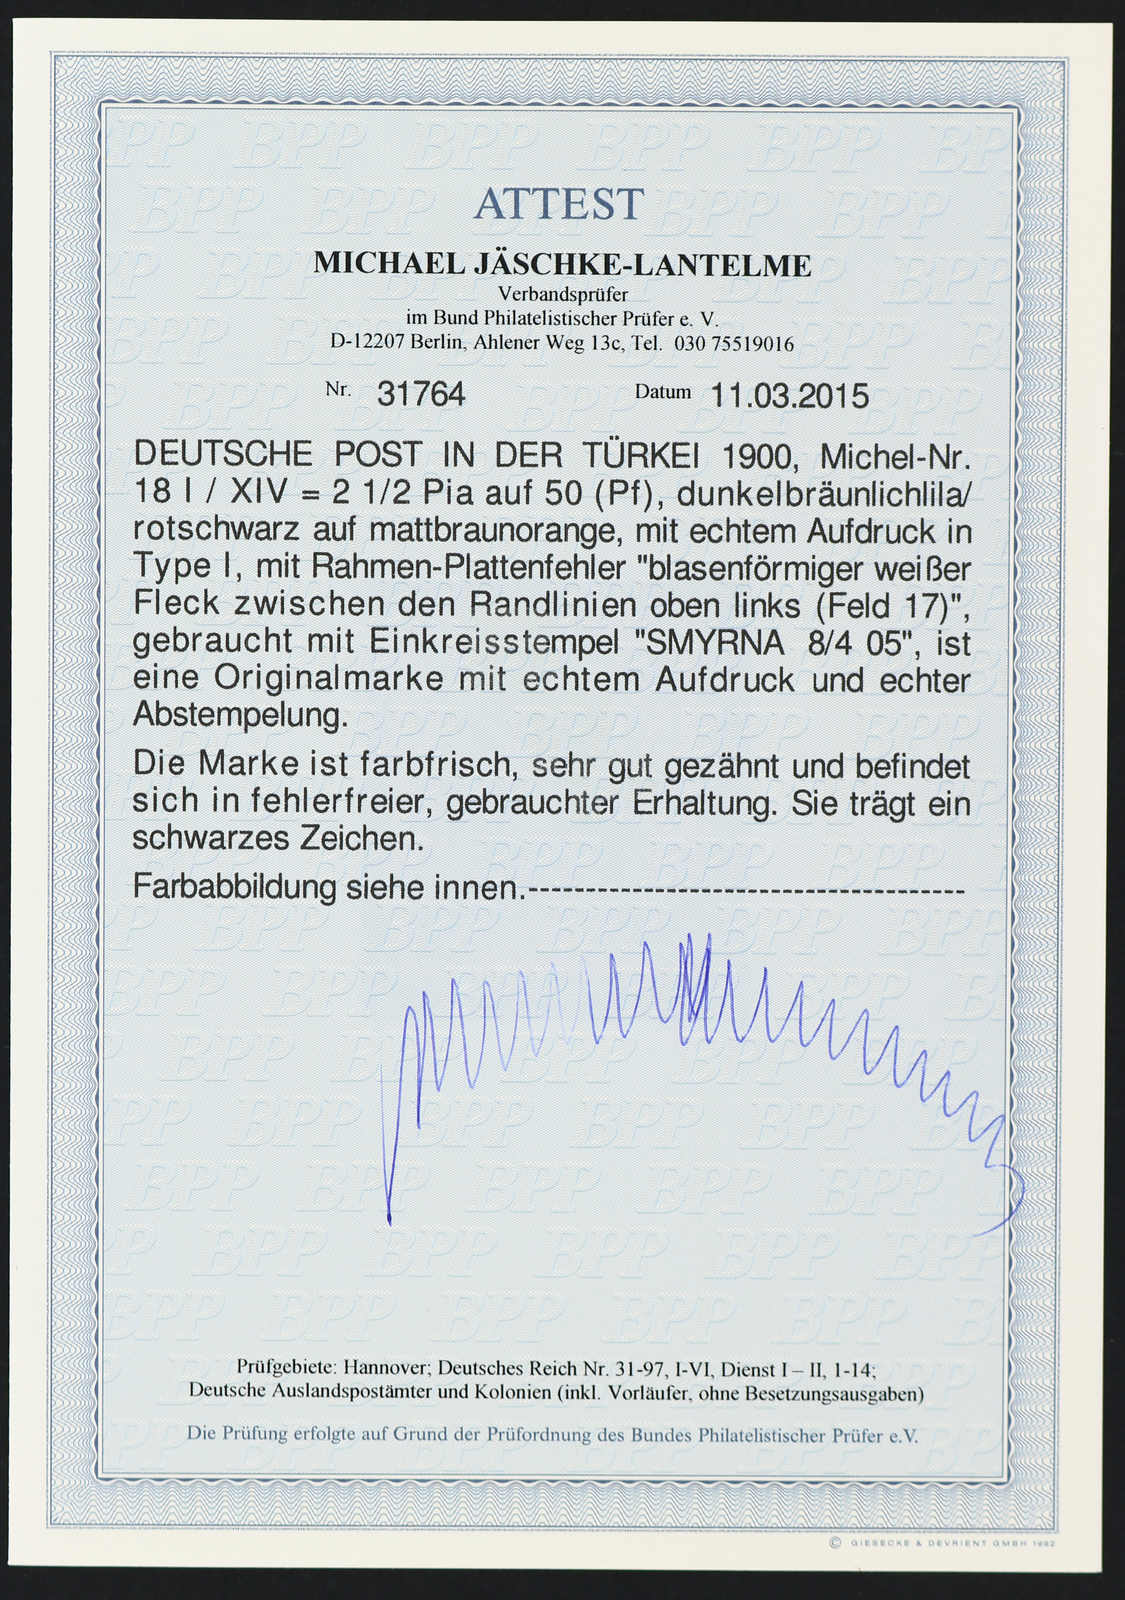 ATTEST
MICHAEL JÄSCHKE-LANTELME
Verbandsprüfer
im Bund Philatelistischer Prüfer e. V.
D-12207 Berlin, Ahlener Weg 13c, Tel. 030 75519016
Nr. 31764 Datum 11.03.2015
DEUTSCHE POST IN DER TÜRKEI 1900, Michel-Nr.
18 I / XIV = 2 1/2 Pia auf 50 (Pf), dunkelbräunlichlila/
rotschwarz auf mattbraunorange, mit echtem Aufdruck in
Type I, mit Rahmen-Plattenfehler "blasenförmiger weißer
Fleck zwischen den Randlinien oben links (Feld 17)",
gebraucht mit Einkreisstempel "SMYRNA 8/4 05", ist
eine Originalmarke mit echtem Aufdruck und echter
Abstempelung.
Die Marke ist farbfrisch, sehr gut gezähnt und befindet
sich in fehlerfreier, gebrauchter Erhaltung. Sie trägt ein
schwarzes Zeichen.
Farbabbildung siehe innen.-------------------------------------
Prüfgebiete: Hannover; Deutsches Reich Nr. 31-97, I-VI, Dienst I – II, 1-14;
Deutsche Auslandspostämter und Kolonien (inkl. Vorläufer, ohne Besetzungsausgaben)
Die Prüfung erfolgte auf Grund der Prüfordnung des Bundes Philatelistischer Prüfer e.V.
© GIESECKE & DEVRIENT GMBH 1992